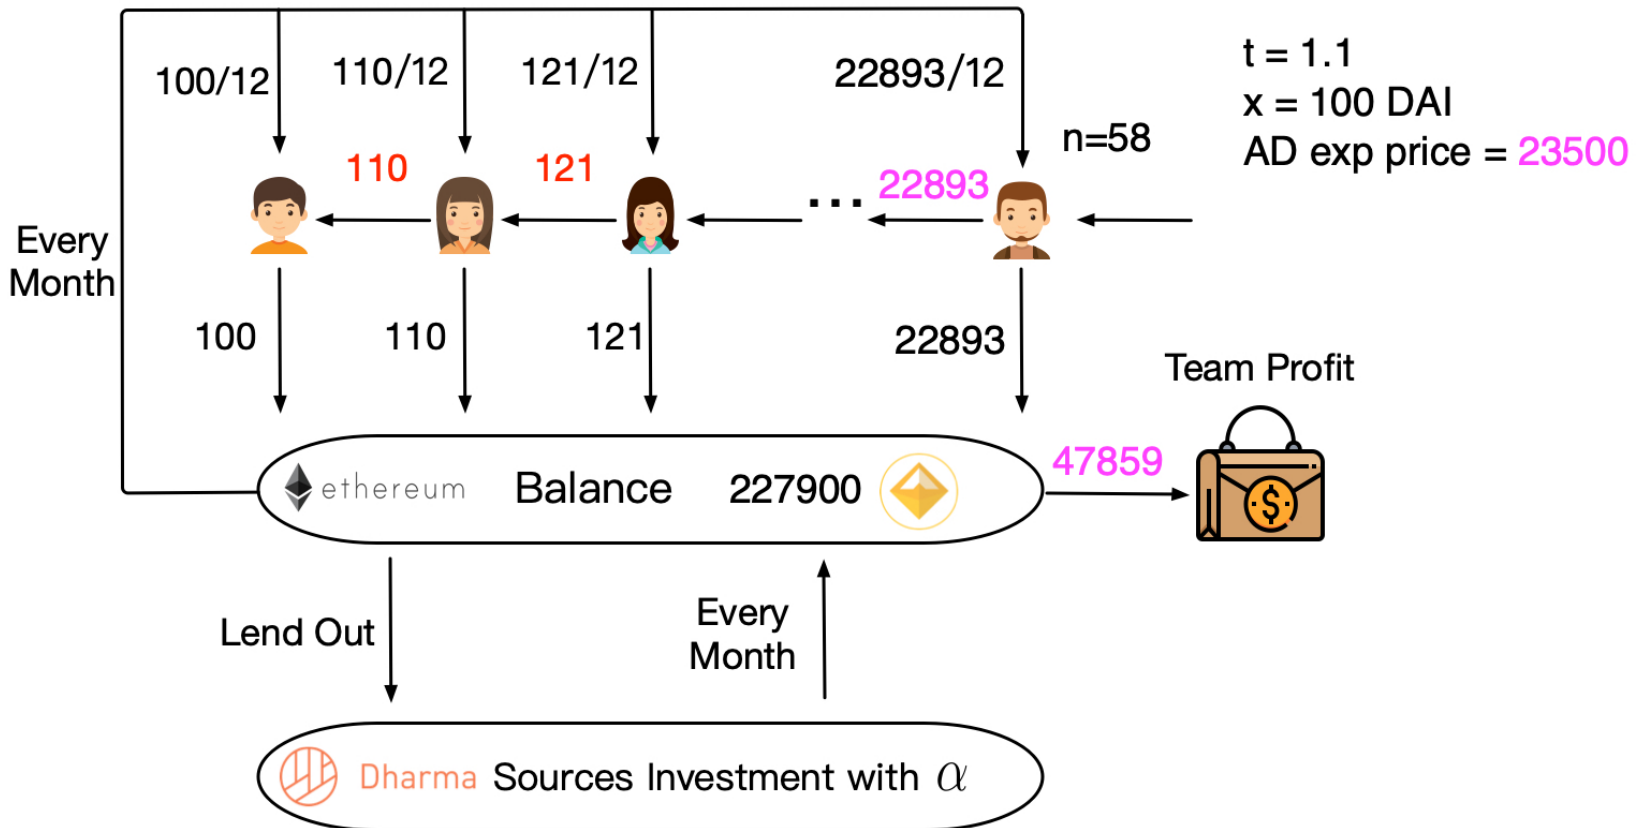 100/12
110/12
121/12
22893/12
t = 1.1
x = 100 DAI
AD exp price = 23500
n=58
110
121
...
22893
Every
Month
100
110
121
22893
Team Profit
ethereum
Balance
227900
47859
Lend Out
Every
Month
Dharma Sources Investment with α